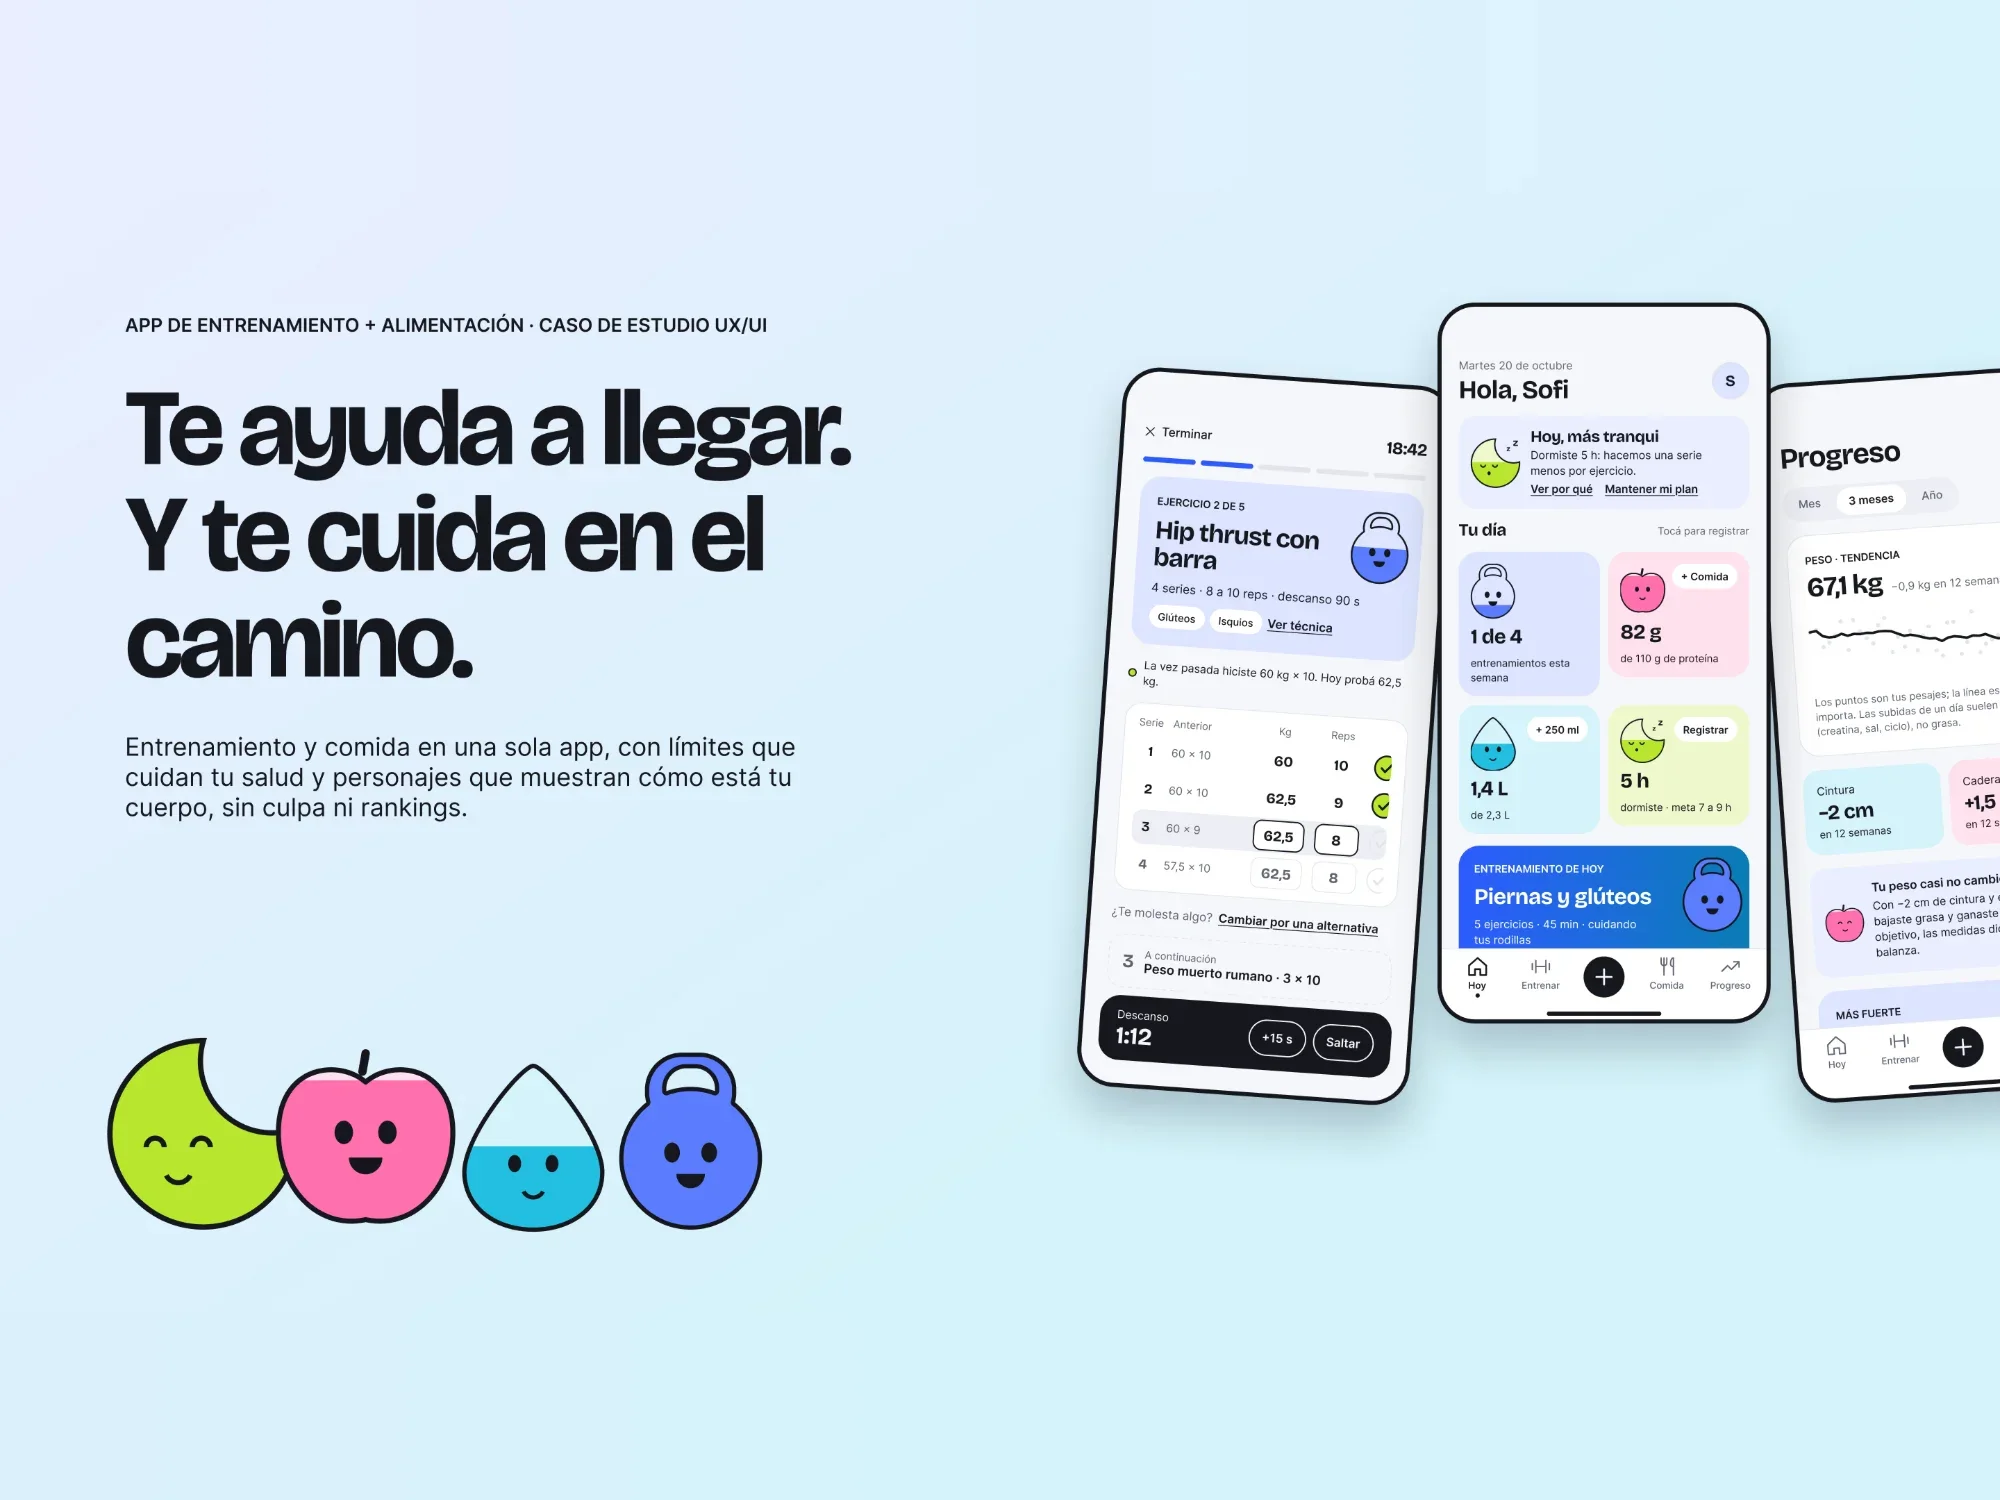 APP DE ENTRENAMIENTO + ALIMENTACIÓN · CASO DE ESTUDIO UX/UI
Te ayuda a llegar.
Y te cuida en el
camino.
Entrenamiento y comida en una sola app, con límites que
cuidan tu salud y personajes que muestran cómo está tu
cuerpo, sin culpa ni rankings.
× Terminar
18:42
EJERCICIO 2 DE 5
Hip thrust con
barra
4 series · 8 a 10 reps · descanso 90 s
Glúteos Isquios Ver técnica
La vez pasada hiciste 60 kg × 10. Hoy probá 62,5
kg.
Serie Anterior Kg Reps
1 60 × 10 60 10
2 60 × 10 62,5 9
3 60 × 9 62,5 8
4 57,5 × 10 62,5 8
¿Te molesta algo? Cambiar por una alternativa
3 A continuación
Peso muerto rumano · 3 × 10
Descanso
1:12
+15 s Saltar
Martes 20 de octubre
Hola, Sofi
S
Hoy, más tranqui
Dormiste 5 h: hacemos una serie
menos por ejercicio.
Ver por qué Mantener mi plan
z z
Tu día
Tocá para registrar
1 de 4
entrenamientos esta
semana
+ Comida
82 g
de 110 g de proteína
+ 250 ml
1,4 L
de 2,3 L
z z
Registrar
5 h
dormiste · meta 7 a 9 h
ENTRENAMIENTO DE HOY
Piernas y glúteos
5 ejercicios · 45 min · cuidando
tus rodillas
Hoy Entrenar + Comida Progreso
Progreso
Mes 3 meses Año
PESO · TENDENCIA
67,1 kg −0,9 kg en 12 seman
Los puntos son tus pesajes; la línea es
importa. Las subidas de un día suelen
(creatina, sal, ciclo), no grasa.
Cintura
−2 cm
en 12 semanas
Cadera
+1,5
en 12 s
Tu peso casi no cambi
Con −2 cm de cintura y
bajaste grasa y ganaste
objetivo, las medidas di
balanza.
MÁS FUERTE
Hoy Entrenar +